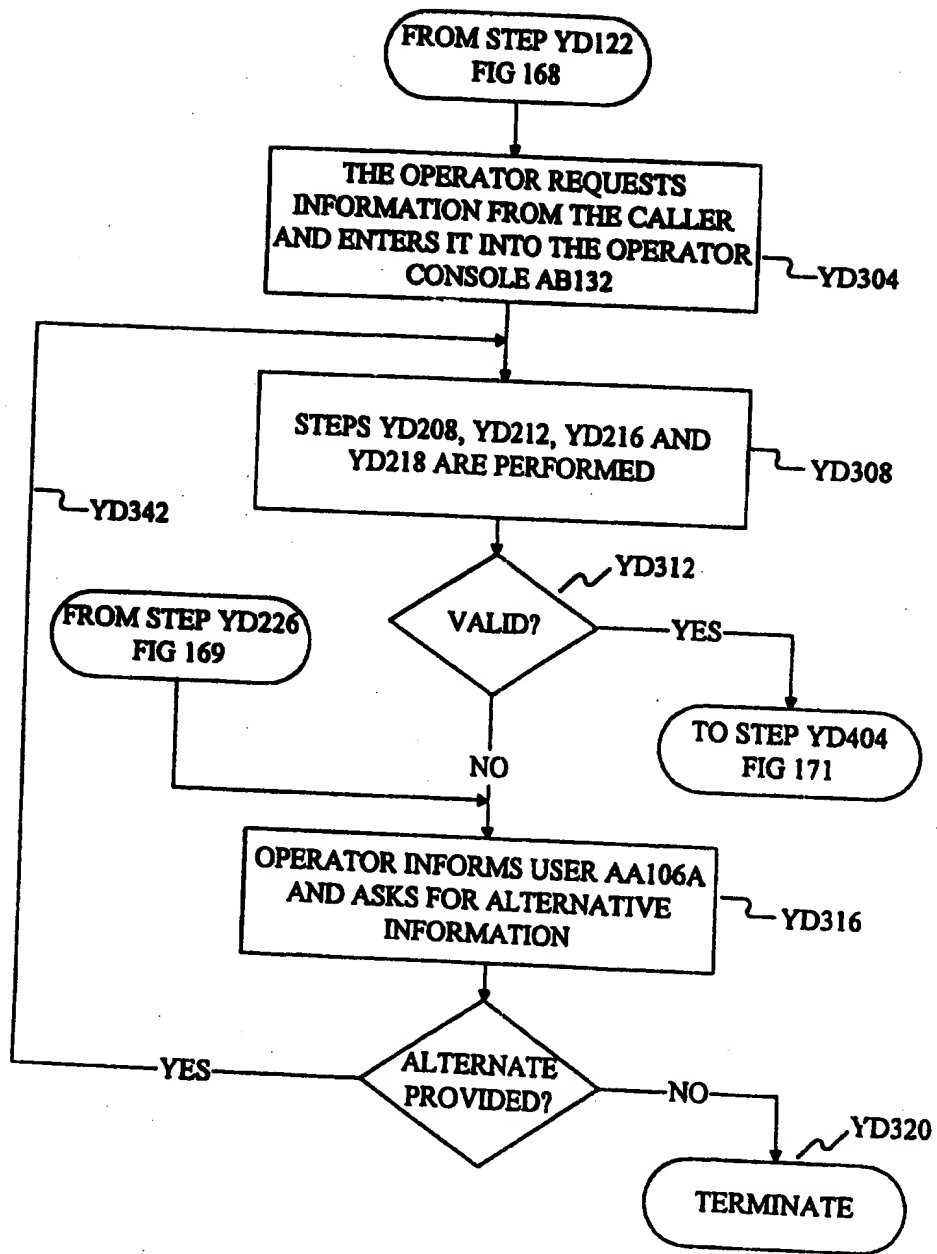 FROM STEP YD122
FIG 168
THE OPERATOR REQUESTS
INFORMATION FROM THE CALLER
AND ENTERS IT INTO THE OPERATOR
CONSOLE AB132
YD304
STEPS YD208, YD212, YD216 AND
YD218 ARE PERFORMED
YD308
YD342
YD312
FROM STEP YD226
FIG 169
VALID?
YES
TO STEP YD404
FIG 171
NO
OPERATOR INFORMS USER AA106A
AND ASKS FOR ALTERNATIVE
INFORMATION
YD316
YES
ALTERNATE
PROVIDED?
NO
YD320
TERMINATE